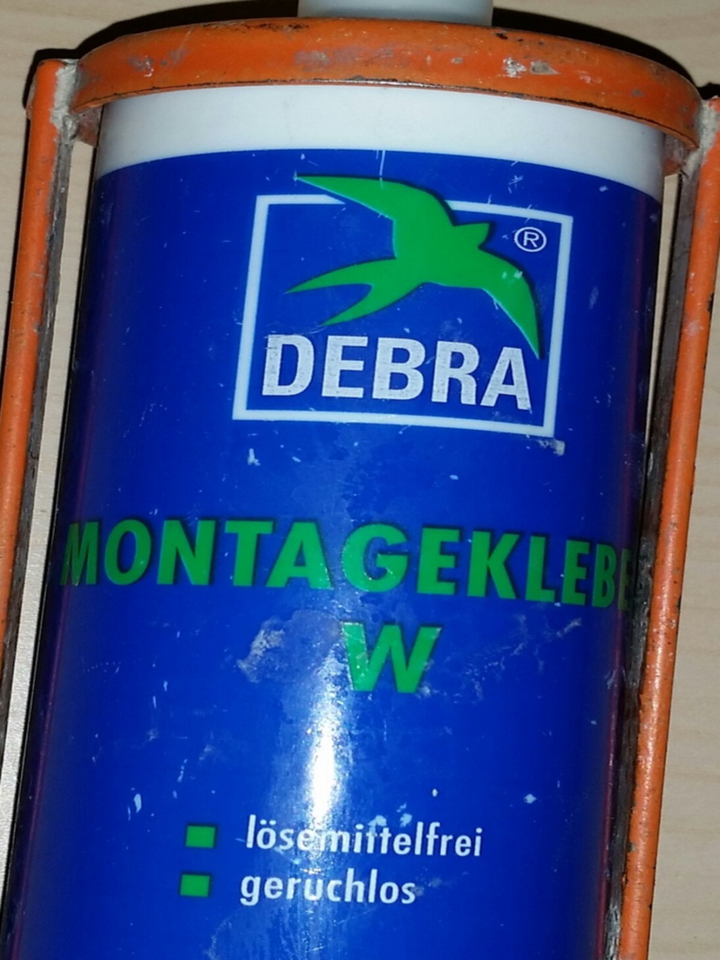 ®
DEBRA
MONTAGEKLEBE
W
lösemittelfrei
geruchlos